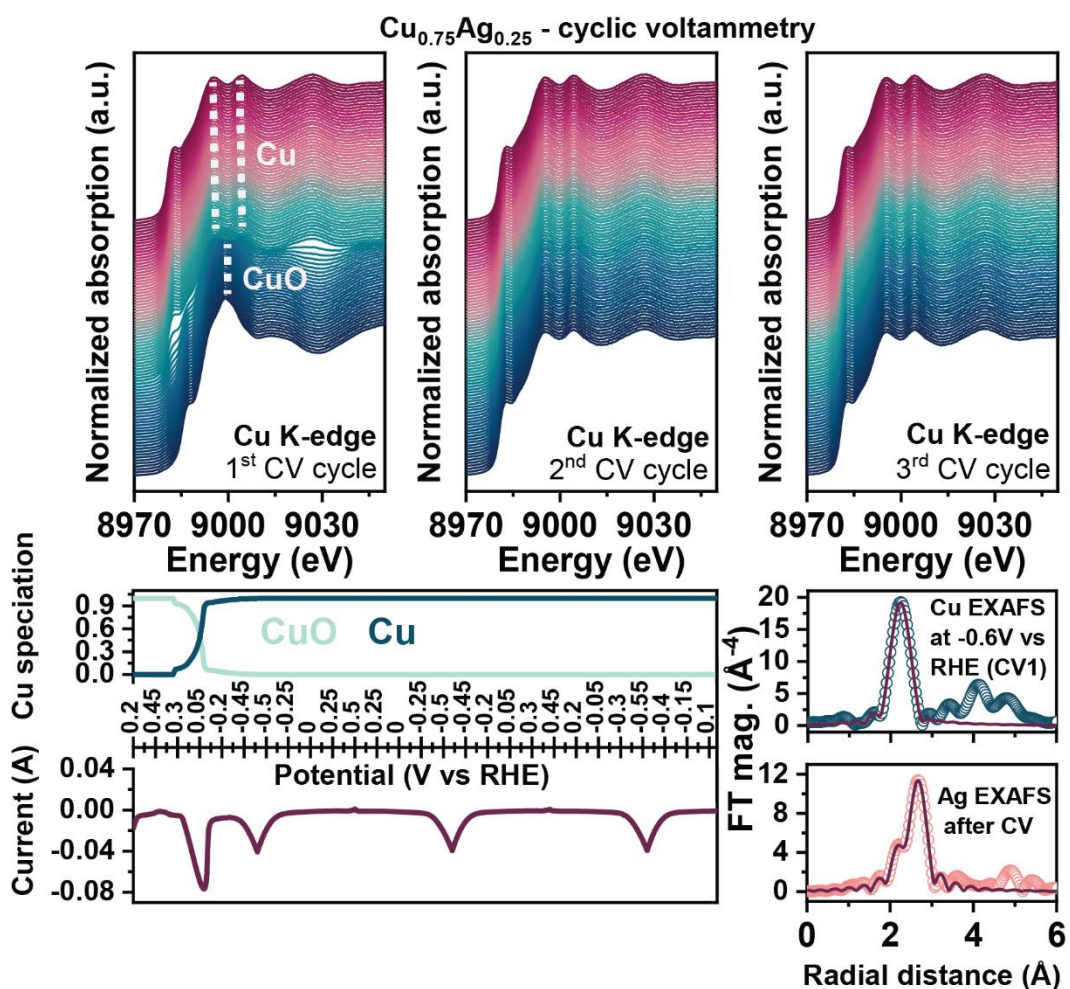 Cu0.75Ag0.25 - cyclic voltammetry
Normalized absorption (a.u.)
Cu
CuO
Cu K-edge
1st CV cycle
8970 9000 9030
Energy (eV)
Normalized absorption (a.u.)
Cu K-edge
2nd CV cycle
8970 9000 9030
Energy (eV)
Normalized absorption (a.u.)
Cu K-edge
3rd CV cycle
8970 9000 9030
Energy (eV)
Cu speciation
0.9
0.6
0.3
0.0
CuO Cu
0.2 0.45 0.3 0.05 -0.2 -0.45 -0.5 -0.25 0 0.25 0.25 0 -0.25 -0.5 -0.45 -0.2 0.05 0.3 0.2 -0.05 -0.3 -0.55 -0.4 -0.15 0.1
Potential (V vs RHE)
Current (A)
0.04
0.00
-0.04
-0.08
FT mag. (Å-4)
20
15
10
5
0
Cu EXAFS
at -0.6V vs
RHE (CV1)
12
8
4
0
Ag EXAFS
after CV
0 2 4 6
Radial distance (Å)